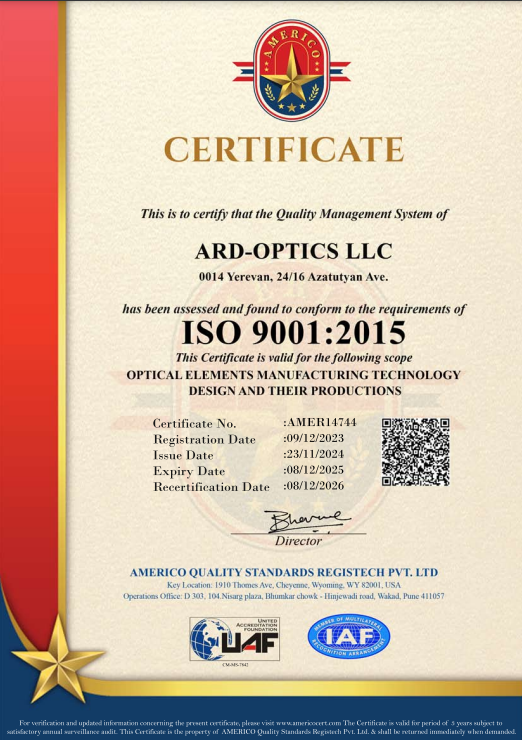 AMERICO
CERTIFICATE
This is to certify that the Quality Management System of
ARD-OPTICS LLC
0014 Yerevan, 24/16 Azatutyan Ave.
has been assessed and found to conform to the requirements of
ISO 9001:2015
This Certificate is valid for the following scope
OPTICAL ELEMENTS MANUFACTURING TECHNOLOGY
DESIGN AND THEIR PRODUCTIONS
Certificate No. :AMER14744
Registration Date :09/12/2023
Issue Date :23/11/2024
Expiry Date :08/12/2025
Recertification Date :08/12/2026
Director
AMERICO QUALITY STANDARDS REGISTECH PVT. LTD
Key Location: 1910 Thomes Ave, Cheyenne, Wyoming, WY 82001, USA
Operations Office: D 303, 104.Nisarg plaza, Bhumkar chowk - Hinjewadi road, Wakad, Pune 411057
UNITED
ACCREDITATION
FOUNDATION
UAF
CM-MS-7842
MEMBER OF MULTILATERAL
IAF
RECOGNITION ARRANGEMENT
For verification and updated information concerning the present certificate, please visit www.americocert.com The Certificate is valid for period of 3 years subject to
satisfactory annual surveillance audit. This Certificate is the property of AMERICO Quality Standards Registech Pvt. Ltd. & shall be returned immediately when demanded.